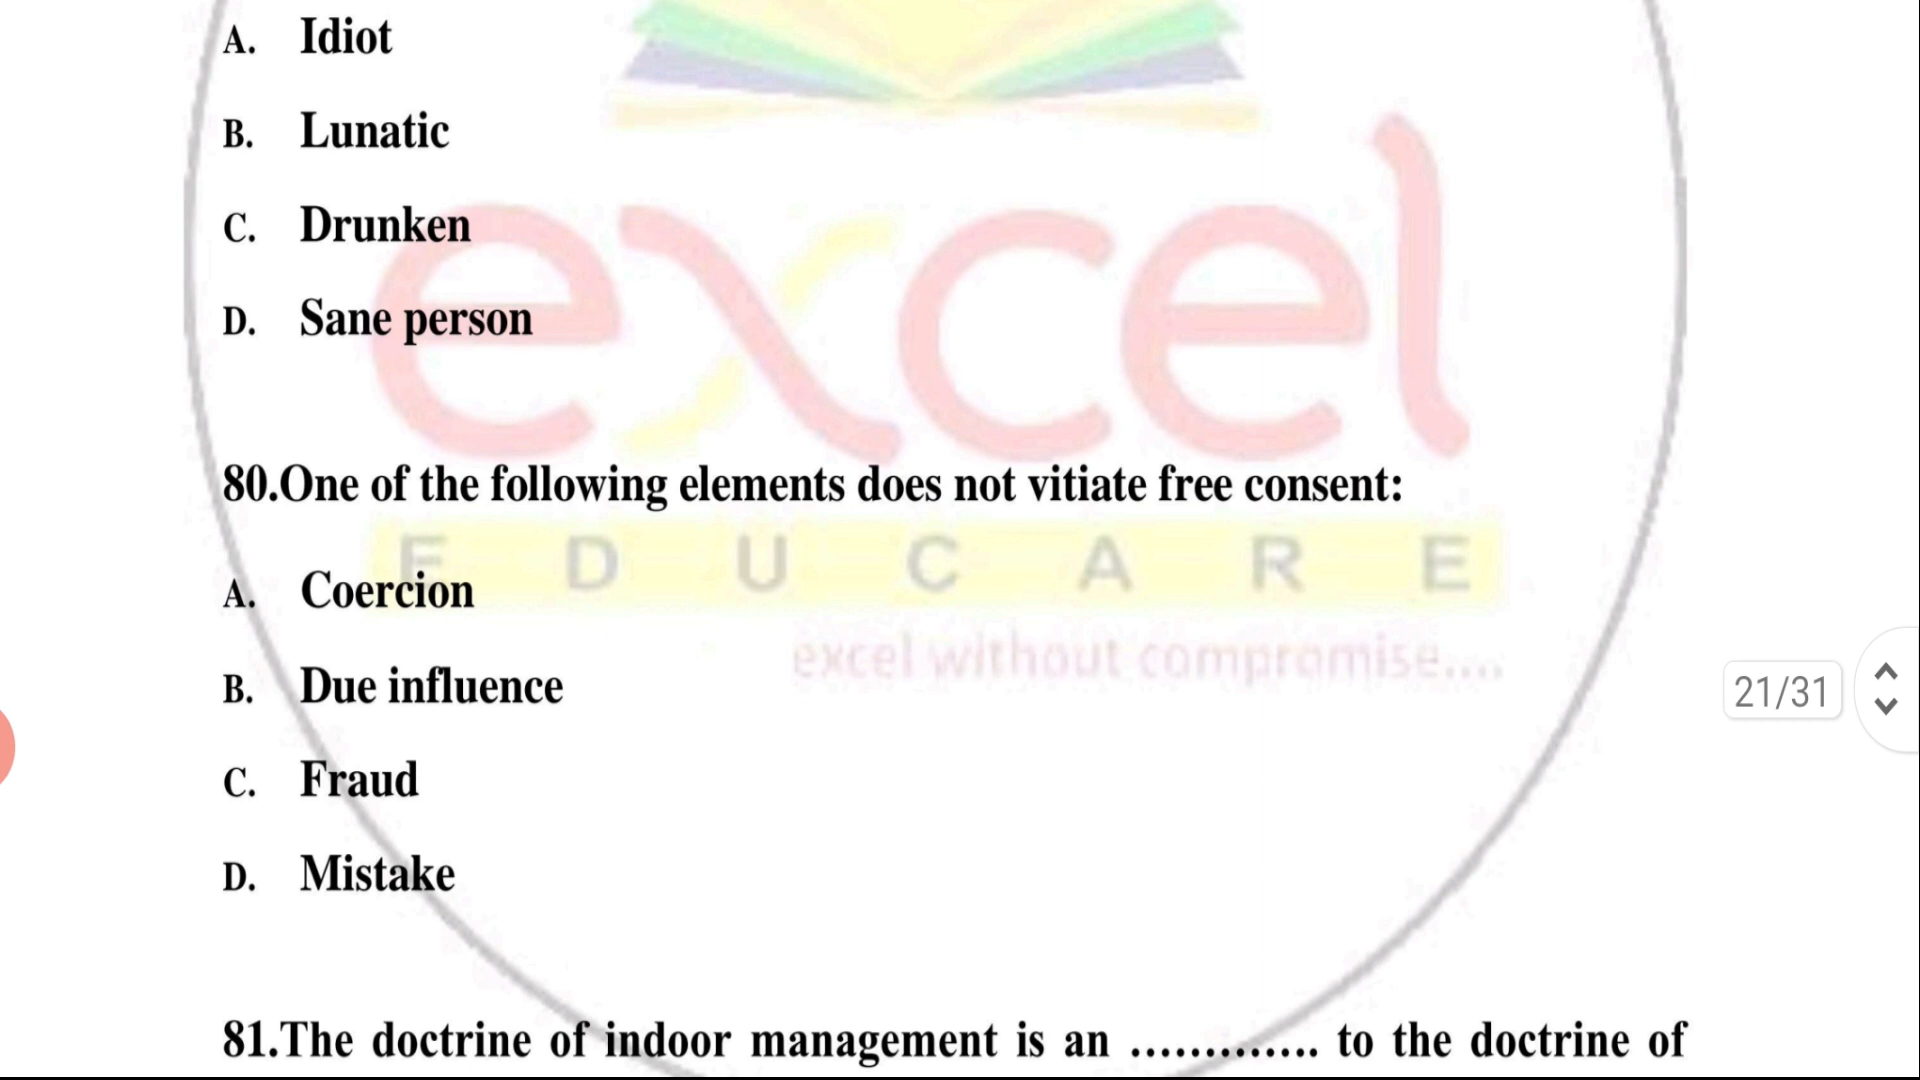 A. Idiot
B. Lunatic
C. Drunken
D. Sane person
excel
80.One of the following elements does not vitiate free consent:
E D U C A R E
A. Coercion
excel without compromise....
B. Due influence
21/31
C. Fraud
D. Mistake
81.The doctrine of indoor management is an ............. to the doctrine of